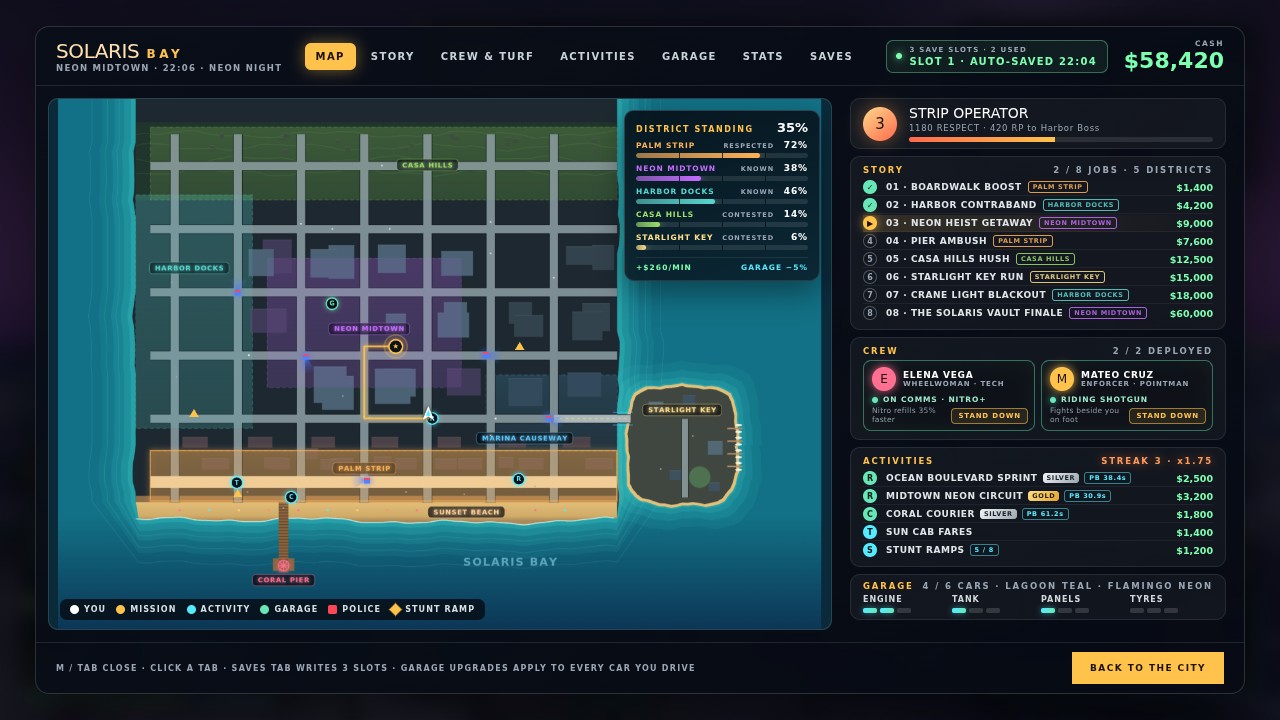 SOLARIS BAY
NEON MIDTOWN · 22:06 · NEON NIGHT
MAP
STORY
CREW & TURF
ACTIVITIES
GARAGE
STATS
SAVES
3 SAVE SLOTS · 2 USED
SLOT 1 · AUTO-SAVED 22:04
CASH
$58,420
DISTRICT STANDING 35%
PALM STRIP RESPECTED 72%
NEON MIDTOWN KNOWN 38%
HARBOR DOCKS KNOWN 46%
CASA HILLS CONTESTED 14%
STARLIGHT KEY CONTESTED 6%
+$260/MIN GARAGE −5%
CASA HILLS
HARBOR DOCKS
G
NEON MIDTOWN
★
STARLIGHT KEY
MARINA CAUSEWAY
PALM STRIP
T
C
R
SUNSET BEACH
SOLARIS BAY
CORAL PIER
YOU
MISSION
ACTIVITY
GARAGE
POLICE
STUNT RAMP
3
STRIP OPERATOR
1180 RESPECT · 420 RP to Harbor Boss
STORY 2 / 8 JOBS · 5 DISTRICTS
✓ 01 · BOARDWALK BOOST PALM STRIP $1,400
✓ 02 · HARBOR CONTRABAND HARBOR DOCKS $4,200
▶ 03 · NEON HEIST GETAWAY NEON MIDTOWN $9,000
4 04 · PIER AMBUSH PALM STRIP $7,600
5 05 · CASA HILLS HUSH CASA HILLS $12,500
6 06 · STARLIGHT KEY RUN STARLIGHT KEY $15,000
7 07 · CRANE LIGHT BLACKOUT HARBOR DOCKS $18,000
8 08 · THE SOLARIS VAULT FINALE NEON MIDTOWN $60,000
CREW 2 / 2 DEPLOYED
E
ELENA VEGA
WHEELWOMAN · TECH
ON COMMS · NITRO+
Nitro refills 35%
faster
STAND DOWN
M
MATEO CRUZ
ENFORCER · POINTMAN
RIDING SHOTGUN
Fights beside you
on foot
STAND DOWN
ACTIVITIES STREAK 3 · x1.75
R OCEAN BOULEVARD SPRINT SILVER PB 38.4s $2,500
R MIDTOWN NEON CIRCUIT GOLD PB 30.9s $3,200
C CORAL COURIER SILVER PB 61.2s $1,800
T SUN CAB FARES $1,400
S STUNT RAMPS 5 / 8 $1,200
GARAGE 4 / 6 CARS · LAGOON TEAL · FLAMINGO NEON
ENGINE
TANK
PANELS
TYRES
M / TAB CLOSE · CLICK A TAB · SAVES TAB WRITES 3 SLOTS · GARAGE UPGRADES APPLY TO EVERY CAR YOU DRIVE
BACK TO THE CITY